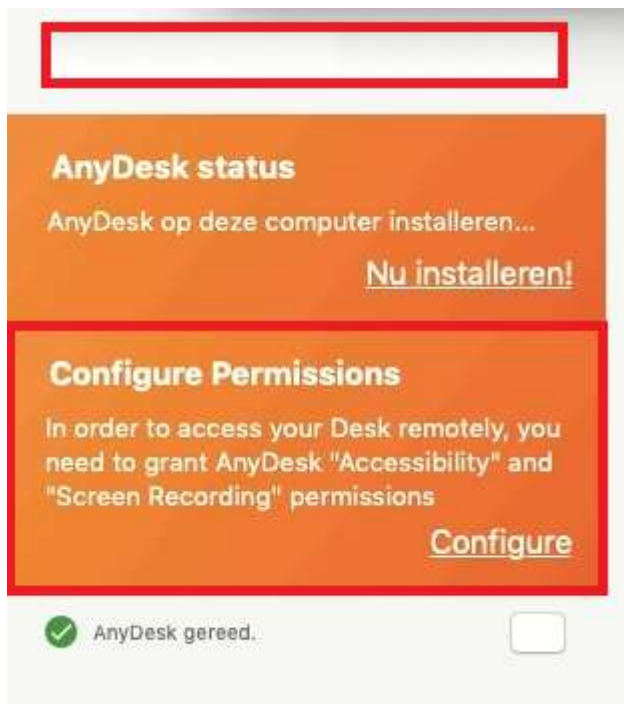 AnyDesk status
AnyDesk op deze computer installeren...
Nu installeren!
Configure Permissions
In order to access your Desk remotely, you
need to grant AnyDesk "Accessibility" and
"Screen Recording" permissions
Configure
AnyDesk gereed.